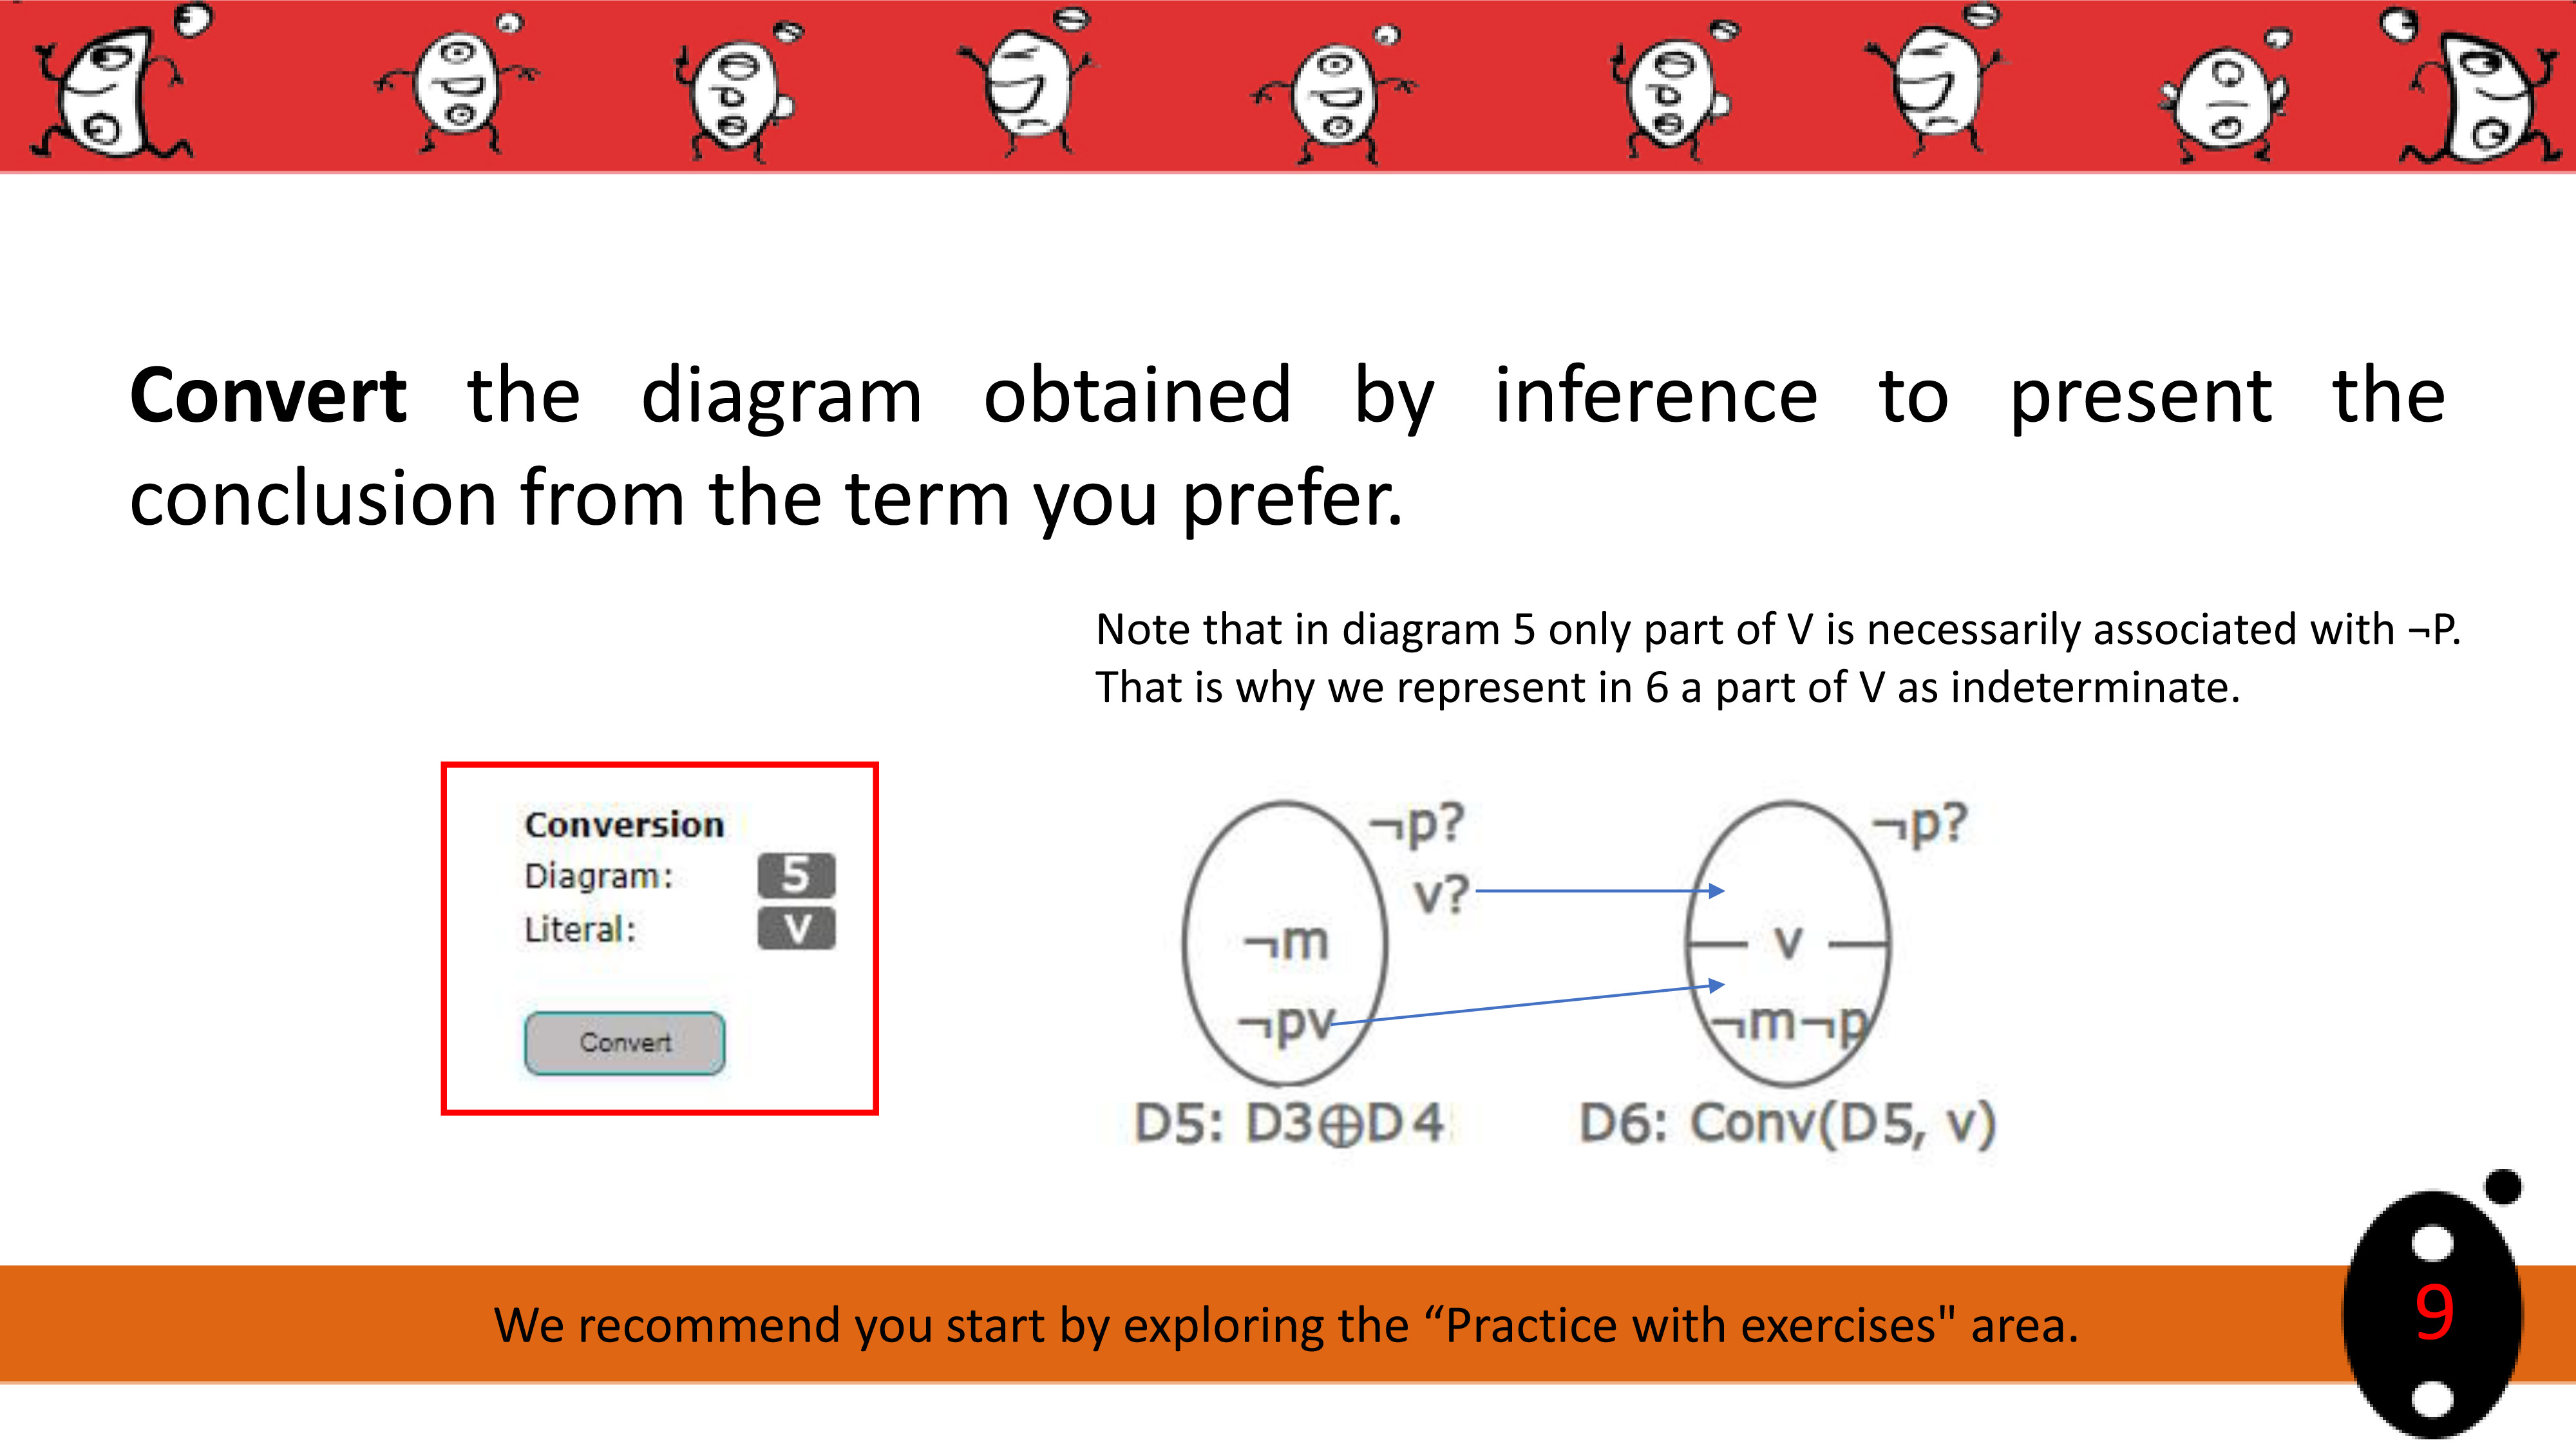 Convert the diagram obtained by inference to present the
conclusion from the term you prefer.
Note that in diagram 5 only part of V is necessarily associated with ¬P.
That is why we represent in 6 a part of V as indeterminate.
Conversion
Diagram: 5
Literal: V
Convert
¬p?
v?
¬m
¬pv
D5: D3⊕D4
¬p?
v
¬m¬p
D6: Conv(D5, v)
We recommend you start by exploring the “Practice with exercises" area.
9